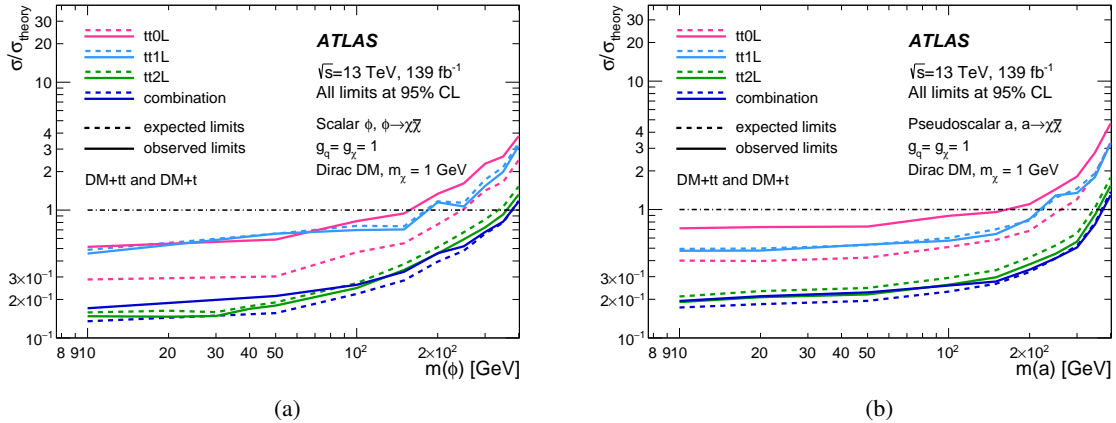 σ/σ_theory
30
20
10
4
3
2
1
3×10⁻¹
2×10⁻¹
10⁻¹
tt0L
tt1L
tt2L
combination
expected limits
observed limits
DM+tt and DM+t
ATLAS
√s=13 TeV, 139 fb⁻¹
All limits at 95% CL
Scalar ϕ, ϕ→χχ̅
g_q= g_χ= 1
Dirac DM, m_χ = 1 GeV
8 910 20 30 40 50 10² 2×10²
m(ϕ) [GeV]
(a)
σ/σ_theory
30
20
10
4
3
2
1
3×10⁻¹
2×10⁻¹
10⁻¹
tt0L
tt1L
tt2L
combination
expected limits
observed limits
DM+tt and DM+t
ATLAS
√s=13 TeV, 139 fb⁻¹
All limits at 95% CL
Pseudoscalar a, a→χχ̅
g_q= g_χ= 1
Dirac DM, m_χ = 1 GeV
8 910 20 30 40 50 10² 2×10²
m(a) [GeV]
(b)